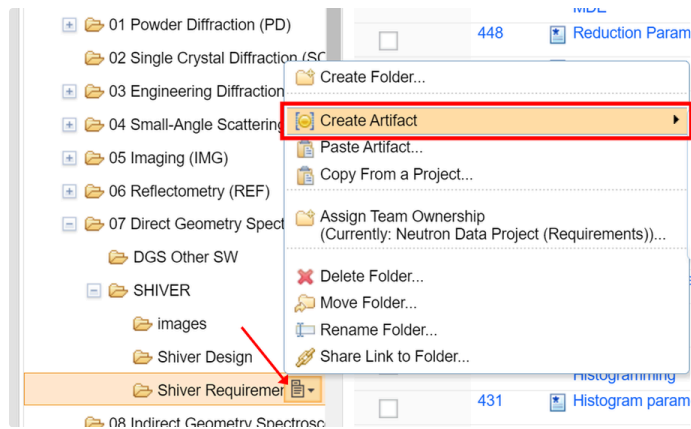 01 Powder Diffraction (PD)
02 Single Crystal Diffraction (SC
03 Engineering Diffraction
04 Small-Angle Scattering
05 Imaging (IMG)
06 Reflectometry (REF)
07 Direct Geometry Spect
DGS Other SW
SHIVER
images
Shiver Design
Shiver Requiremen
08 Indirect Geometry Spectrosc
Create Folder...
Create Artifact
Paste Artifact...
Copy From a Project...
Assign Team Ownership
(Currently: Neutron Data Project (Requirements))...
Delete Folder...
Move Folder...
Rename Folder...
Share Link to Folder...
MDE
448 Reduction Param
Histogramming
431 Histogram param